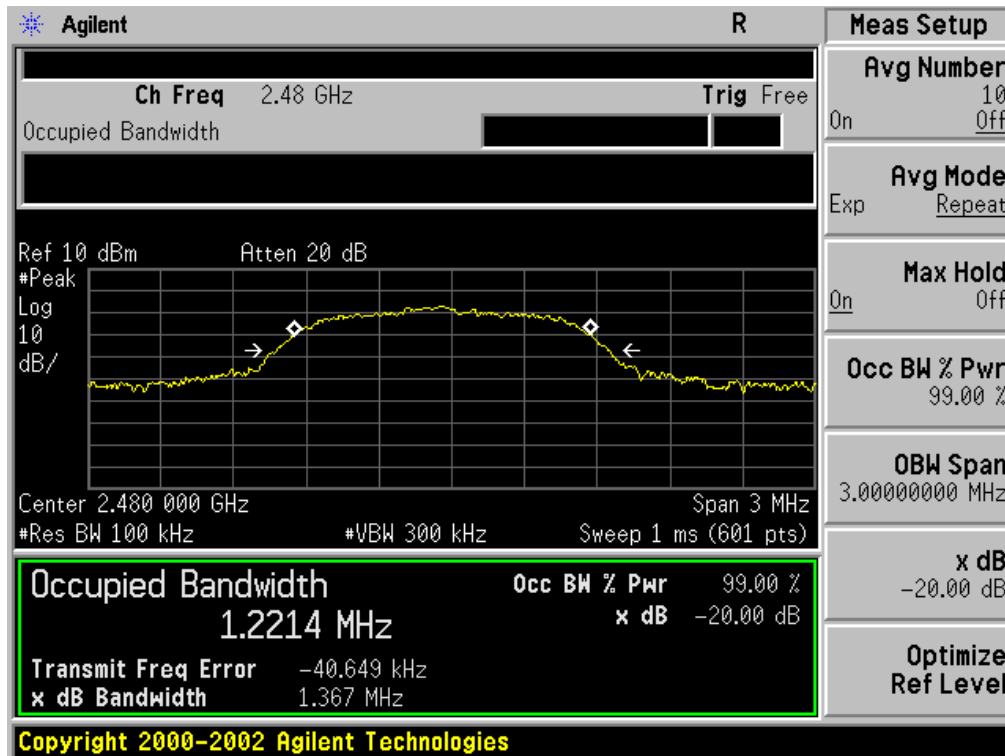 Agilent R
Ch Freq 2.48 GHz Trig Free
Occupied Bandwidth
Ref 10 dBm Atten 20 dB
#Peak
Log
10
dB/
Center 2.480 000 GHz Span 3 MHz
#Res BW 100 kHz #VBW 300 kHz Sweep 1 ms (601 pts)
Occupied Bandwidth Occ BW % Pwr 99.00 %
1.2214 MHz x dB -20.00 dB
Transmit Freq Error -40.649 kHz
x dB Bandwidth 1.367 MHz
Copyright 2000-2002 Agilent Technologies
Meas Setup
Avg Number
10
On Off
Avg Mode
Exp Repeat
Max Hold
On Off
Occ BW % Pwr
99.00 %
OBW Span
3.00000000 MHz
x dB
-20.00 dB
Optimize
Ref Level